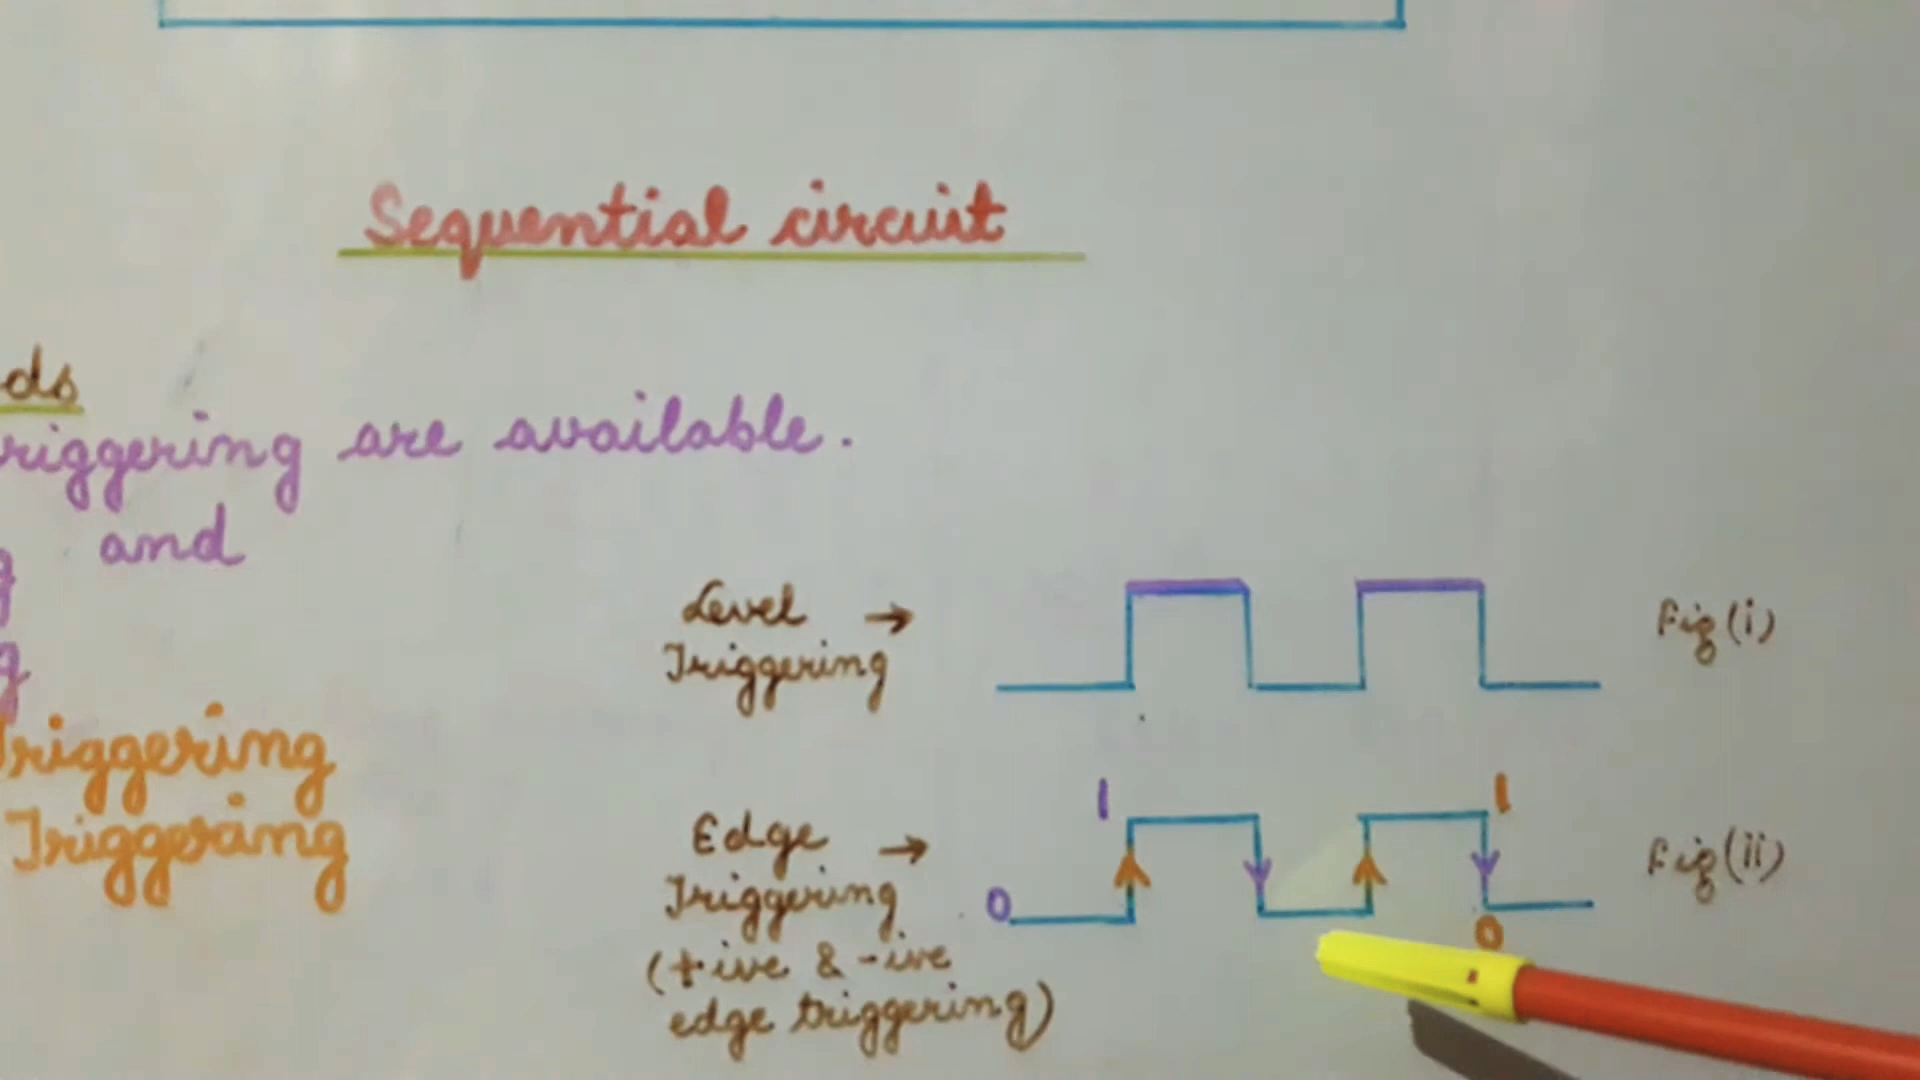 Sequential circuit
ds
riggering are available.
g and
g
Triggering
Triggering
Level →
Triggering
Fig (i)
1 1
Edge →
Triggering
0
0
(+ive & -ive
edge triggering)
Fig (ii)